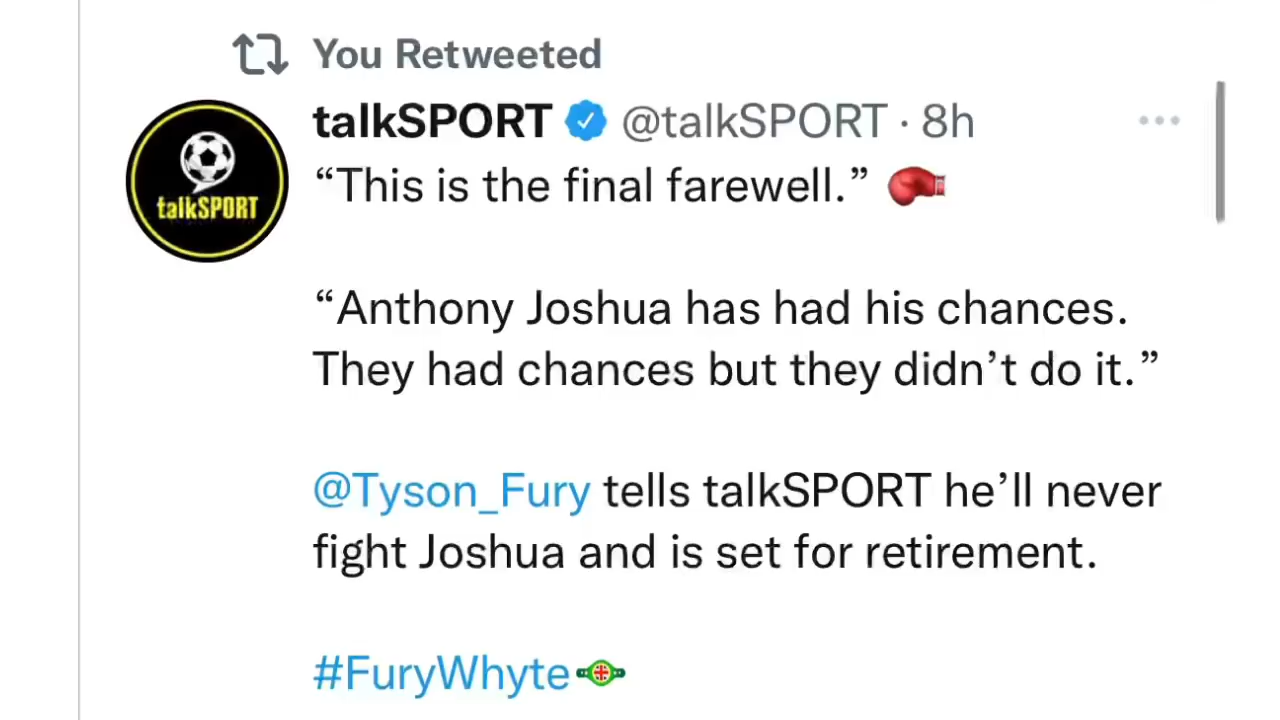 You Retweeted
talkSPORT @talkSPORT · 8h
talkSPORT
“This is the final farewell.” 🥊
“Anthony Joshua has had his chances.
They had chances but they didn’t do it.”
@Tyson_Fury tells talkSPORT he’ll never
fight Joshua and is set for retirement.
#FuryWhyte